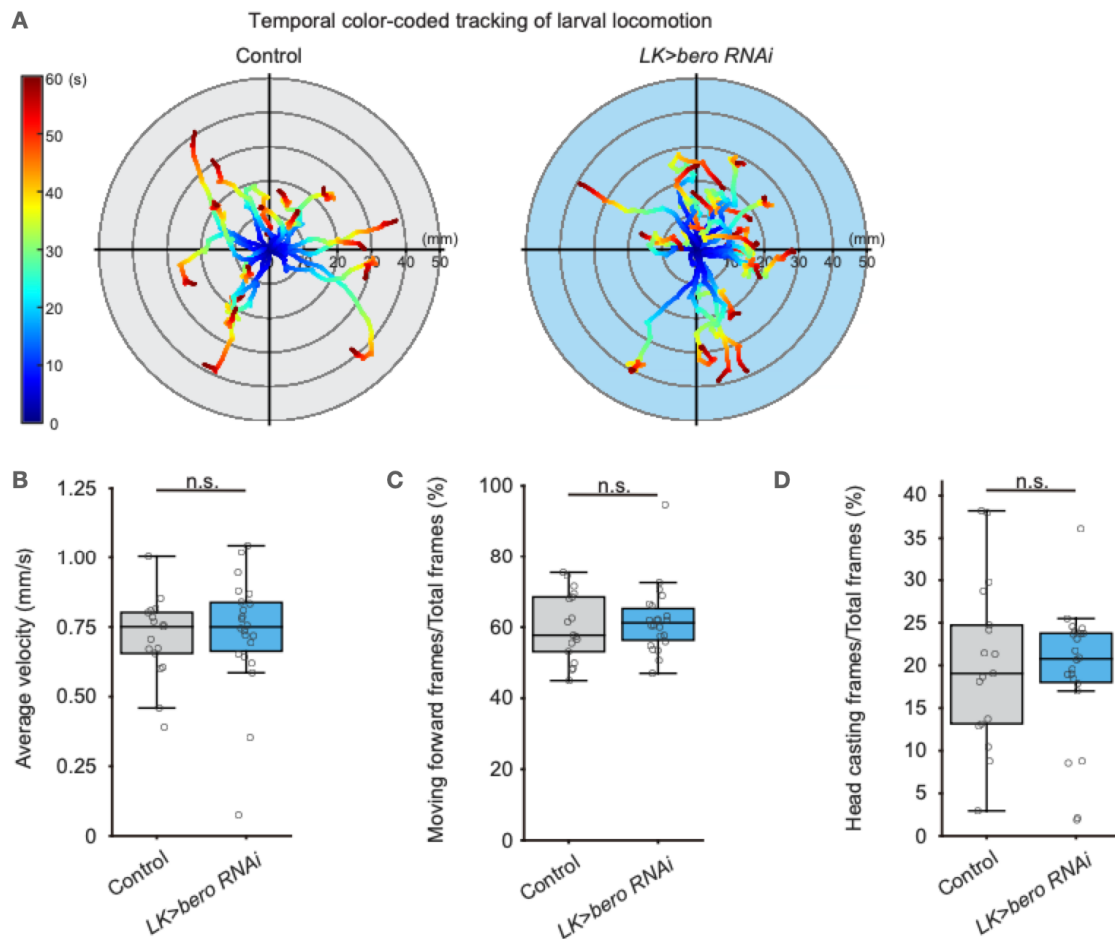 A
Temporal color-coded tracking of larval locomotion
Control
LK>bero RNAi
60 (s)
50
40
30
20
10
0
(mm)
0 10 20 30 40 50
(mm)
10 20 30 40 50
B
n.s.
1.25
1.00
0.75
0.50
0.25
0
Average velocity (mm/s)
Control
LK>bero RNAi
C
n.s.
100
80
60
40
20
0
Moving forward frames/Total frames (%)
Control
LK>bero RNAi
D
n.s.
40
35
30
25
20
15
10
5
0
Head casting frames/Total frames (%)
Control
LK>bero RNAi